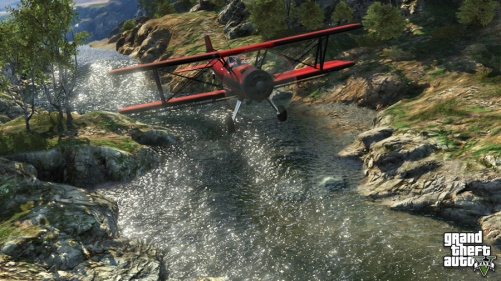 grand
theft
auto V